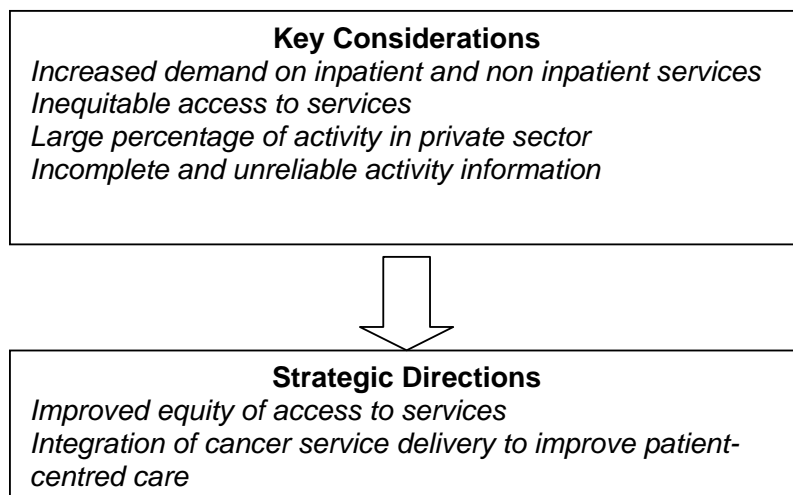 Key Considerations
Increased demand on inpatient and non inpatient services
Inequitable access to services
Large percentage of activity in private sector
Incomplete and unreliable activity information
Strategic Directions
Improved equity of access to services
Integration of cancer service delivery to improve patient-
centred care